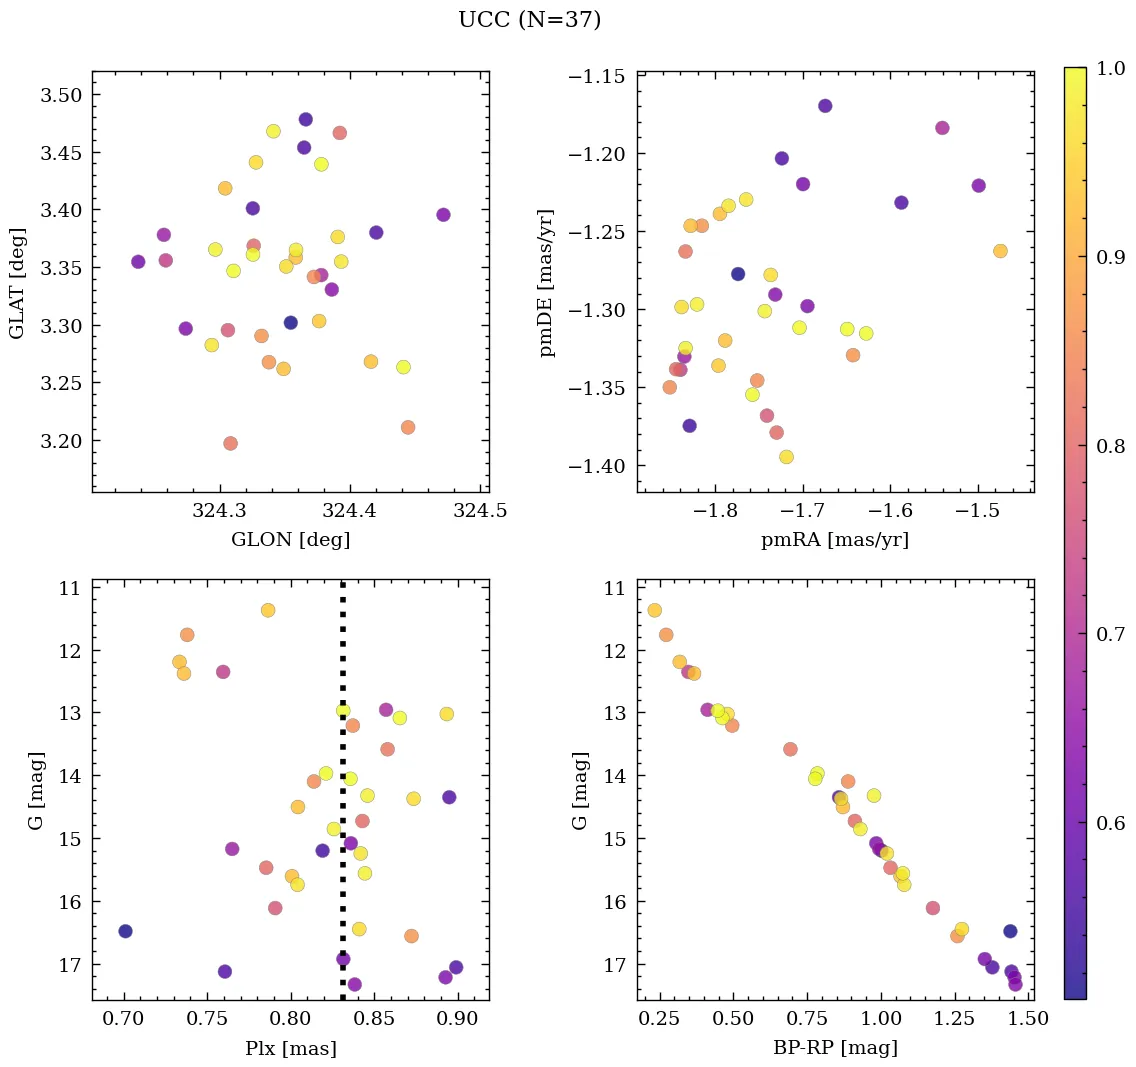 UCC (N=37)
3.50
3.45
3.40
3.35
3.30
3.25
3.20
GLAT [deg]
324.3 324.4 324.5
GLON [deg]
−1.15
−1.20
−1.25
−1.30
−1.35
−1.40
pmDE [mas/yr]
−1.8 −1.7 −1.6 −1.5
pmRA [mas/yr]
1.0
0.9
0.8
0.7
0.6
11
12
13
14
15
16
17
G [mag]
0.70 0.75 0.80 0.85 0.90
Plx [mas]
11
12
13
14
15
16
17
G [mag]
0.25 0.50 0.75 1.00 1.25 1.50
BP-RP [mag]